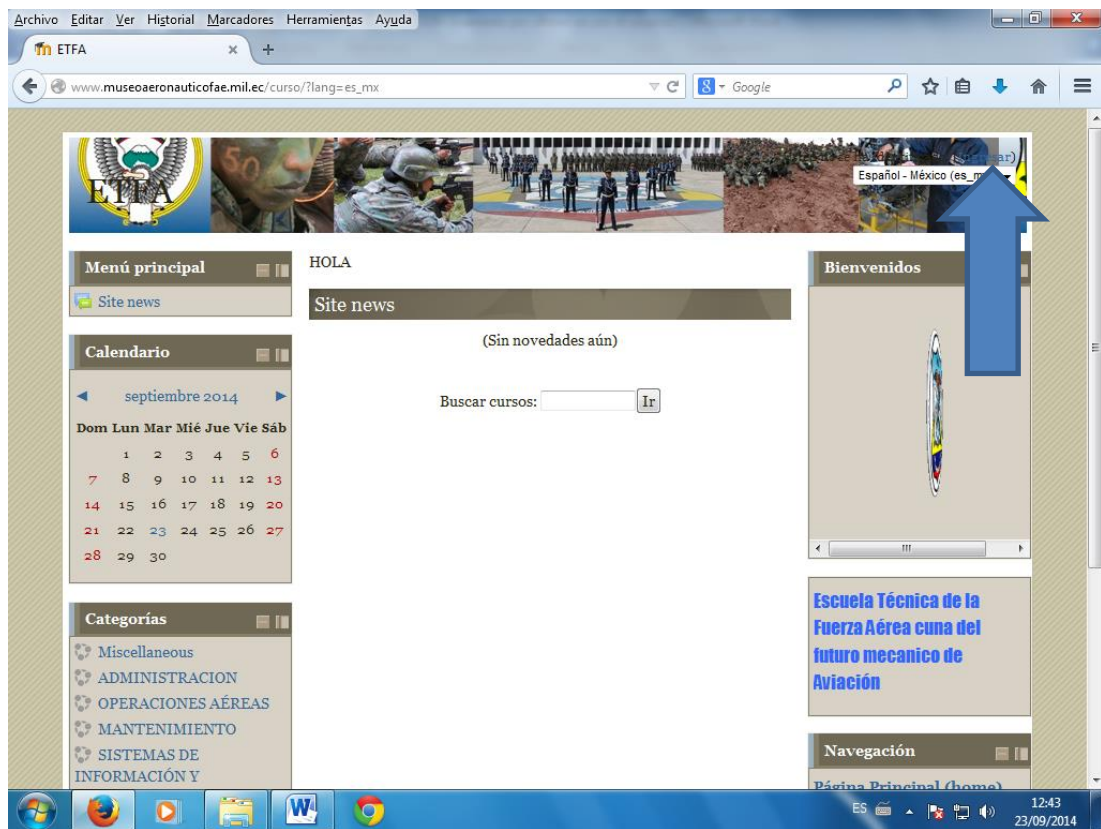 Archivo Editar Ver Historial Marcadores Herramientas Ayuda
ETFA
www.museoaeronauticofae.mil.ec/curso/?lang=es_mx
Google
ETFA
Español - México (es_m
Menú principal
Site news
Calendario
septiembre 2014
Dom Lun Mar Mié Jue Vie Sáb
1 2 3 4 5 6
7 8 9 10 11 12 13
14 15 16 17 18 19 20
21 22 23 24 25 26 27
28 29 30
Categorías
Miscellaneous
ADMINISTRACION
OPERACIONES AÉREAS
MANTENIMIENTO
SISTEMAS DE
INFORMACIÓN Y
HOLA
Site news
(Sin novedades aún)
Buscar cursos: Ir
Bienvenidos
Escuela Técnica de la
Fuerza Aérea cuna del
futuro mecanico de
Aviación
Navegación
Página Principal (home)
ES
12:43
23/09/2014